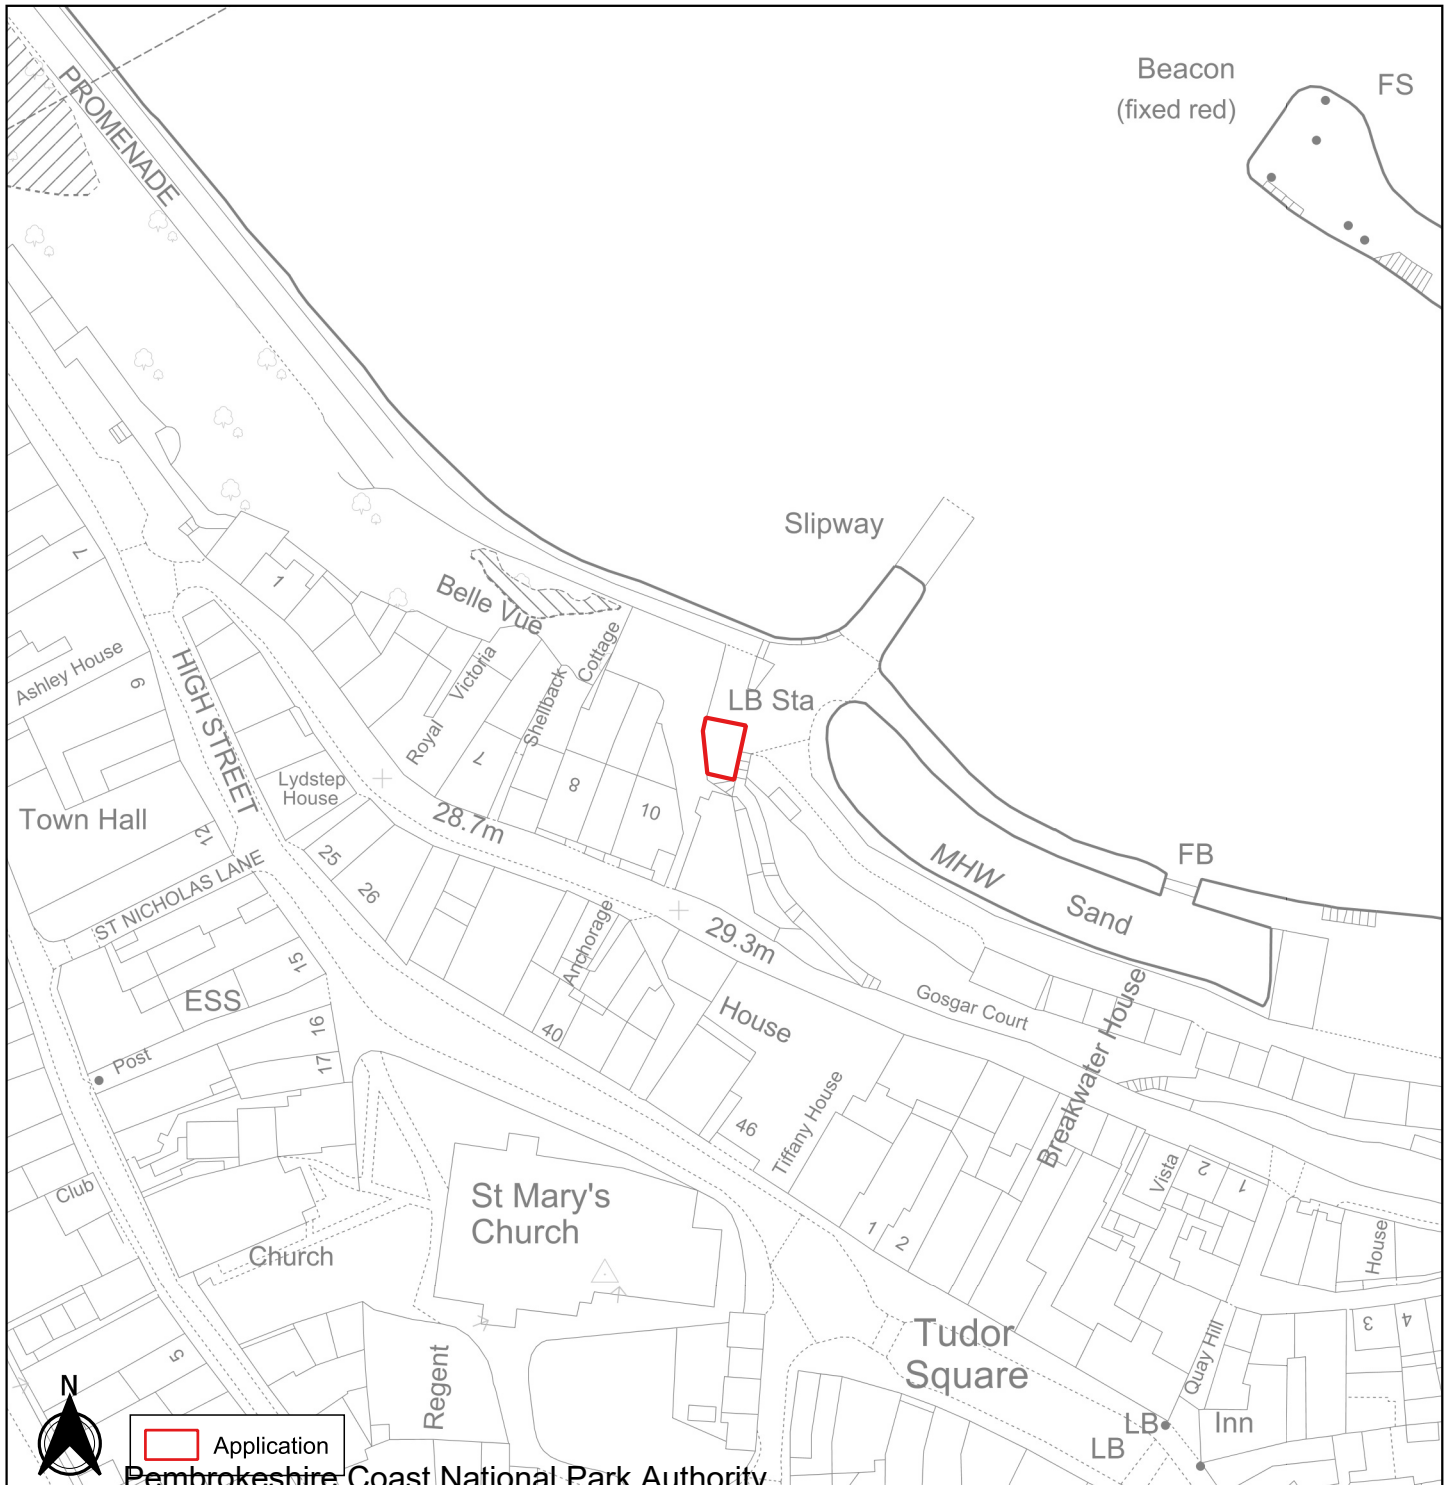 Beacon
(fixed red)
FS
PROMENADE
Slipway
Belle Vue
7
1
Ashley House
9
HIGH STREET
Royal
Victoria
Shellback
Cottage
LB Sta
7
8
10
Lydstep
House
28.7m
Town Hall
12
ST NICHOLAS LANE
25
26
MHW
Sand
FB
Anchorage
29.3m
Gosgar Court
15
ESS
16
17
Post
40
House
Breakwater House
46
Tiffany House
Club
St Mary's
Church
Church
1
2
Vista
2
1
House
Tudor
Square
Quay Hill
3
4
5
Regent
LB
LB
Inn
N
Application
Pembrokeshire Coast National Park Authority